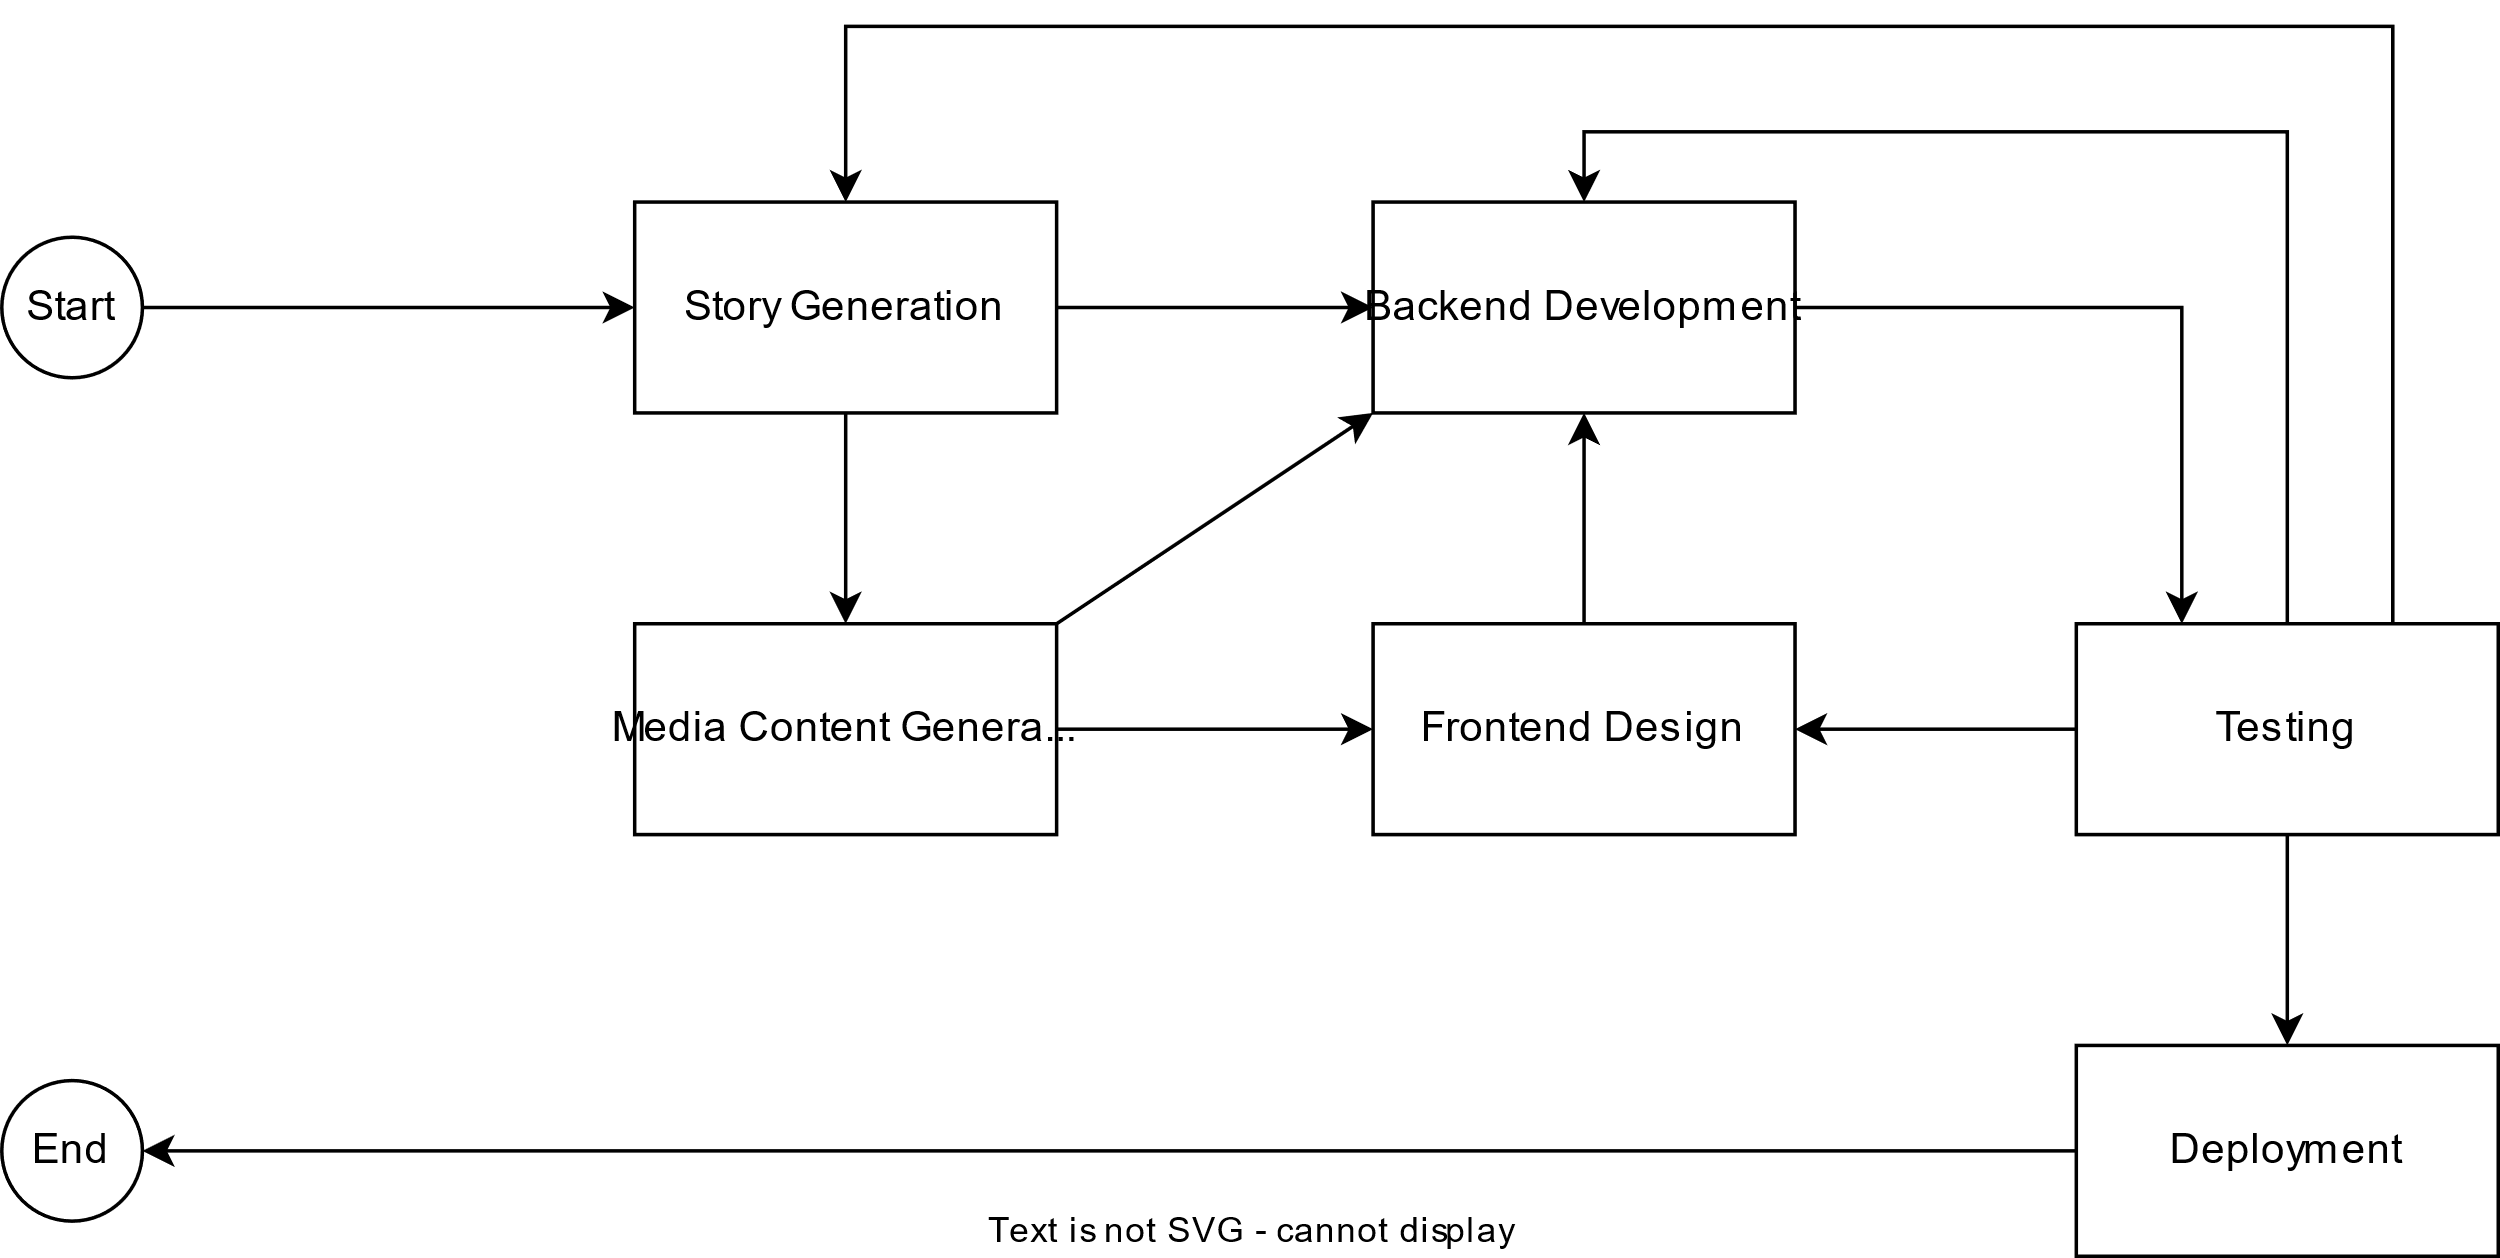 Start
Story Generation
Backend Development
Media Content Genera...
Frontend Design
Testing
End
Deployment
Text is not SVG - cannot display